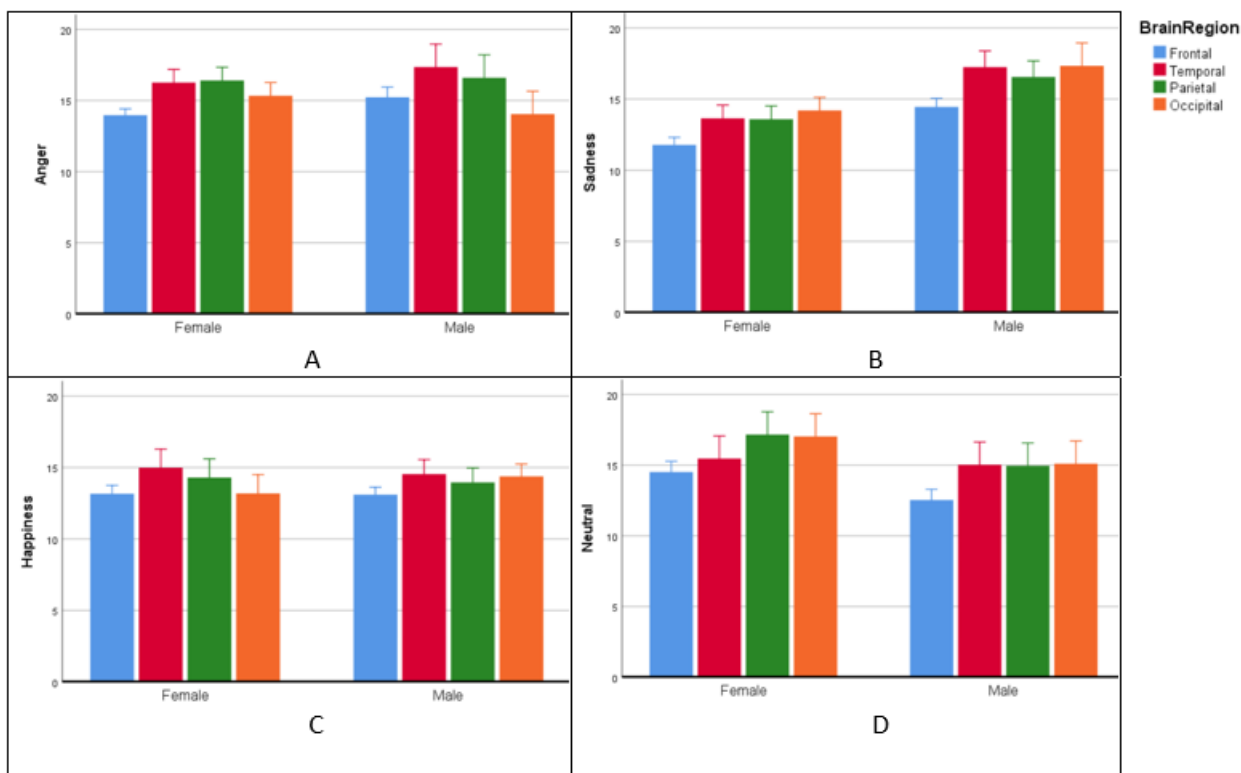 20
15
10
5
0
Anger
Female
Male
A
20
15
10
5
0
Sadness
Female
Male
B
BrainRegion
Frontal
Temporal
Parietal
Occipital
20
15
10
5
0
Happiness
Female
Male
C
20
15
10
5
0
Neutral
Female
Male
D